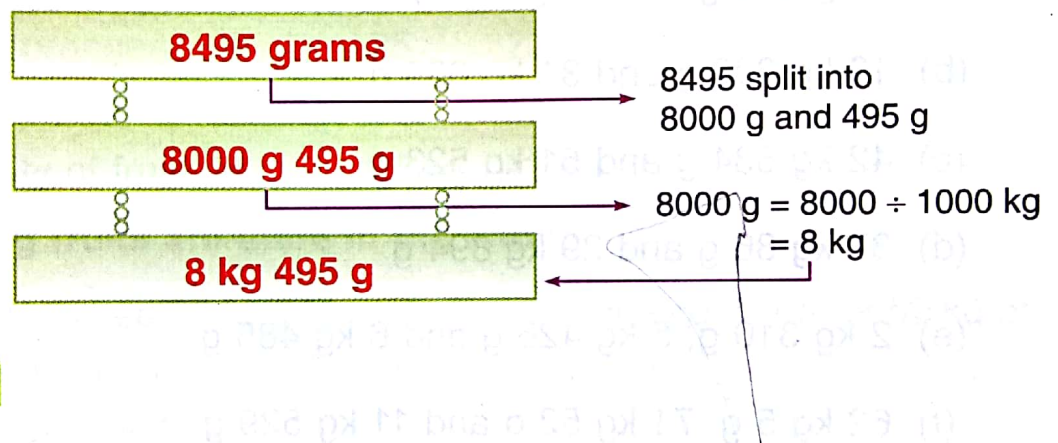 8495 grams
8495 split into
8000 g and 495 g
8000 g 495 g
8000 g = 8000 ÷ 1000 kg
= 8 kg
8 kg 495 g